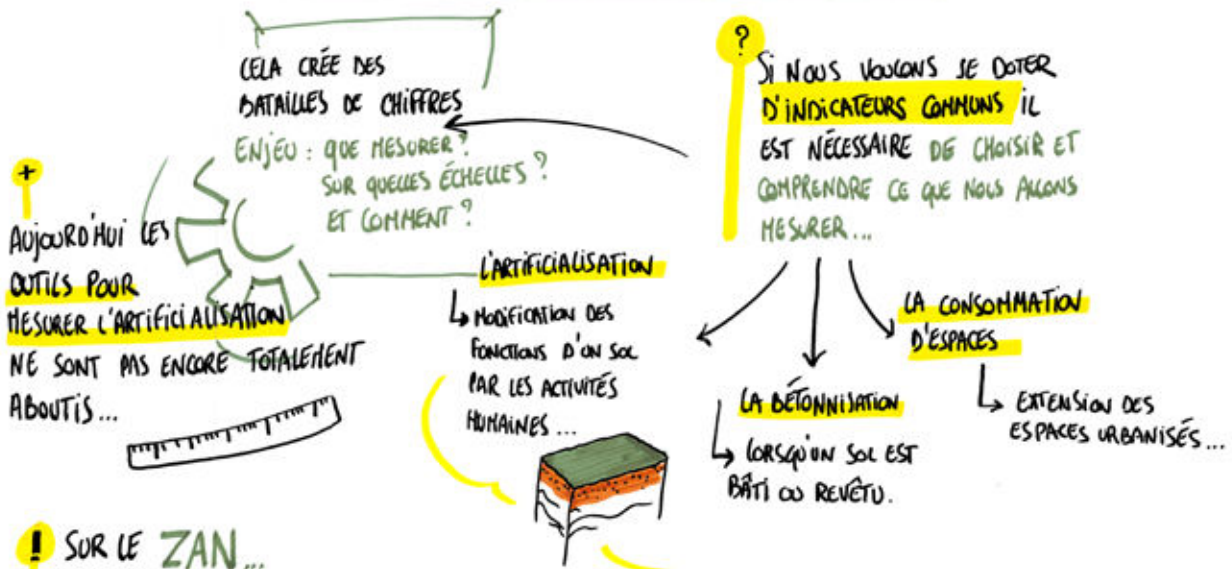 CELA CRÉE DES
BATAILLES DE CHIFFRES
ENJEU : QUE MESURER ?
SUR QUELLES ÉCHELLES ?
ET COMMENT ?
?
SI NOUS VOULONS SE DOTER
D'INDICATEURS COMMUNS IL
EST NÉCESSAIRE DE CHOISIR ET
COMPRENDRE CE QUE NOUS ALLONS
MESURER...
+
AUJOURD'HUI LES
OUTILS POUR
MESURER L'ARTIFICIALISATION
NE SONT PAS ENCORE TOTALEMENT
ABOUTIS...
L'ARTIFICIALISATION
MODIFICATION DES
FONCTIONS D'UN SOL
PAR LES ACTIVITÉS
HUMAINES...
LA BÉTONNISATION
LORSQU'UN SOL EST
BÂTI OU REVÊTU.
LA CONSOMMATION
D'ESPACES
EXTENSION DES
ESPACES URBANISÉS...
! SUR LE ZAN...